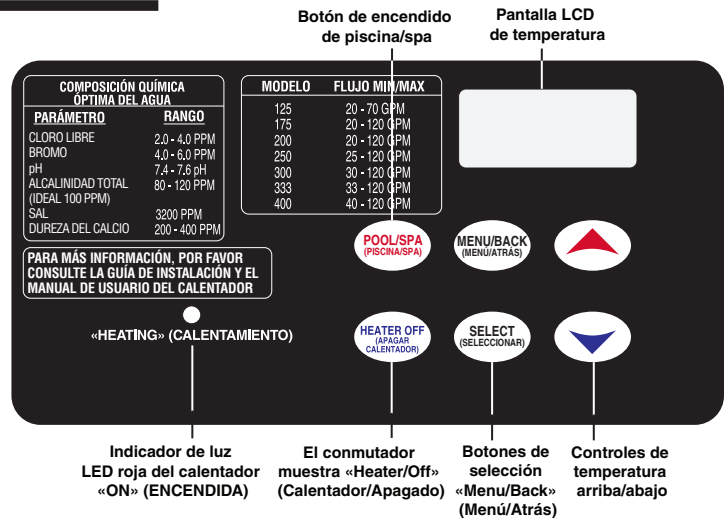 Botón de encendido
de piscina/spa
Pantalla LCD
de temperatura
COMPOSICIÓN QUÍMICA
ÓPTIMA DEL AGUA
PARÁMETRO RANGO
CLORO LIBRE 2.0 - 4.0 PPM
BROMO 4.0 - 6.0 PPM
pH 7.4 - 7.6 pH
ALCALINIDAD TOTAL 80 - 120 PPM
(IDEAL 100 PPM)
SAL 3200 PPM
DUREZA DEL CALCIO 200 - 400 PPM
MODELO FLUJO MIN/MAX
125 20 - 70 GPM
175 20 - 120 GPM
200 20 - 120 GPM
250 25 - 120 GPM
300 30 - 120 GPM
333 33 - 120 GPM
400 40 - 120 GPM
PARA MÁS INFORMACIÓN, POR FAVOR
CONSULTE LA GUÍA DE INSTALACIÓN Y EL
MANUAL DE USUARIO DEL CALENTADOR
«HEATING» (CALENTAMIENTO)
POOL/SPA
(PISCINA/SPA)
MENU/BACK
(MENÚ/ATRÁS)
HEATER OFF
(APAGAR
CALENTADOR)
SELECT
(SELECCIONAR)
Indicador de luz
LED roja del calentador
«ON» (ENCENDIDA)
El conmutador
muestra «Heater/Off»
(Calentador/Apagado)
Botones de
selección
«Menu/Back»
(Menú/Atrás)
Controles de
temperatura
arriba/abajo